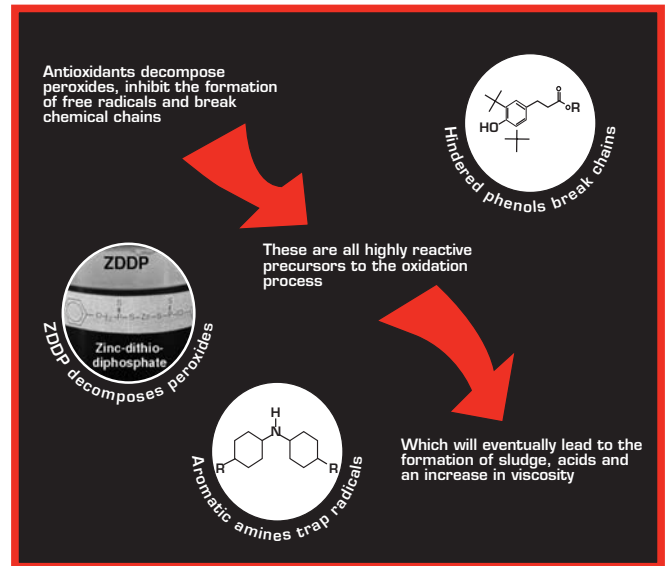 Antioxidants decompose
peroxides, inhibit the formation
of free radicals and break
chemical chains
O
OR
HO
Hindered phenols break chains
These are all highly reactive
precursors to the oxidation
process
ZDDP
Zinc-dithio-
diphosphate
ZDDP decomposes peroxides
H
N
R R
Aromatic amines trap radicals
Which will eventually lead to the
formation of sludge, acids and
an increase in viscosity